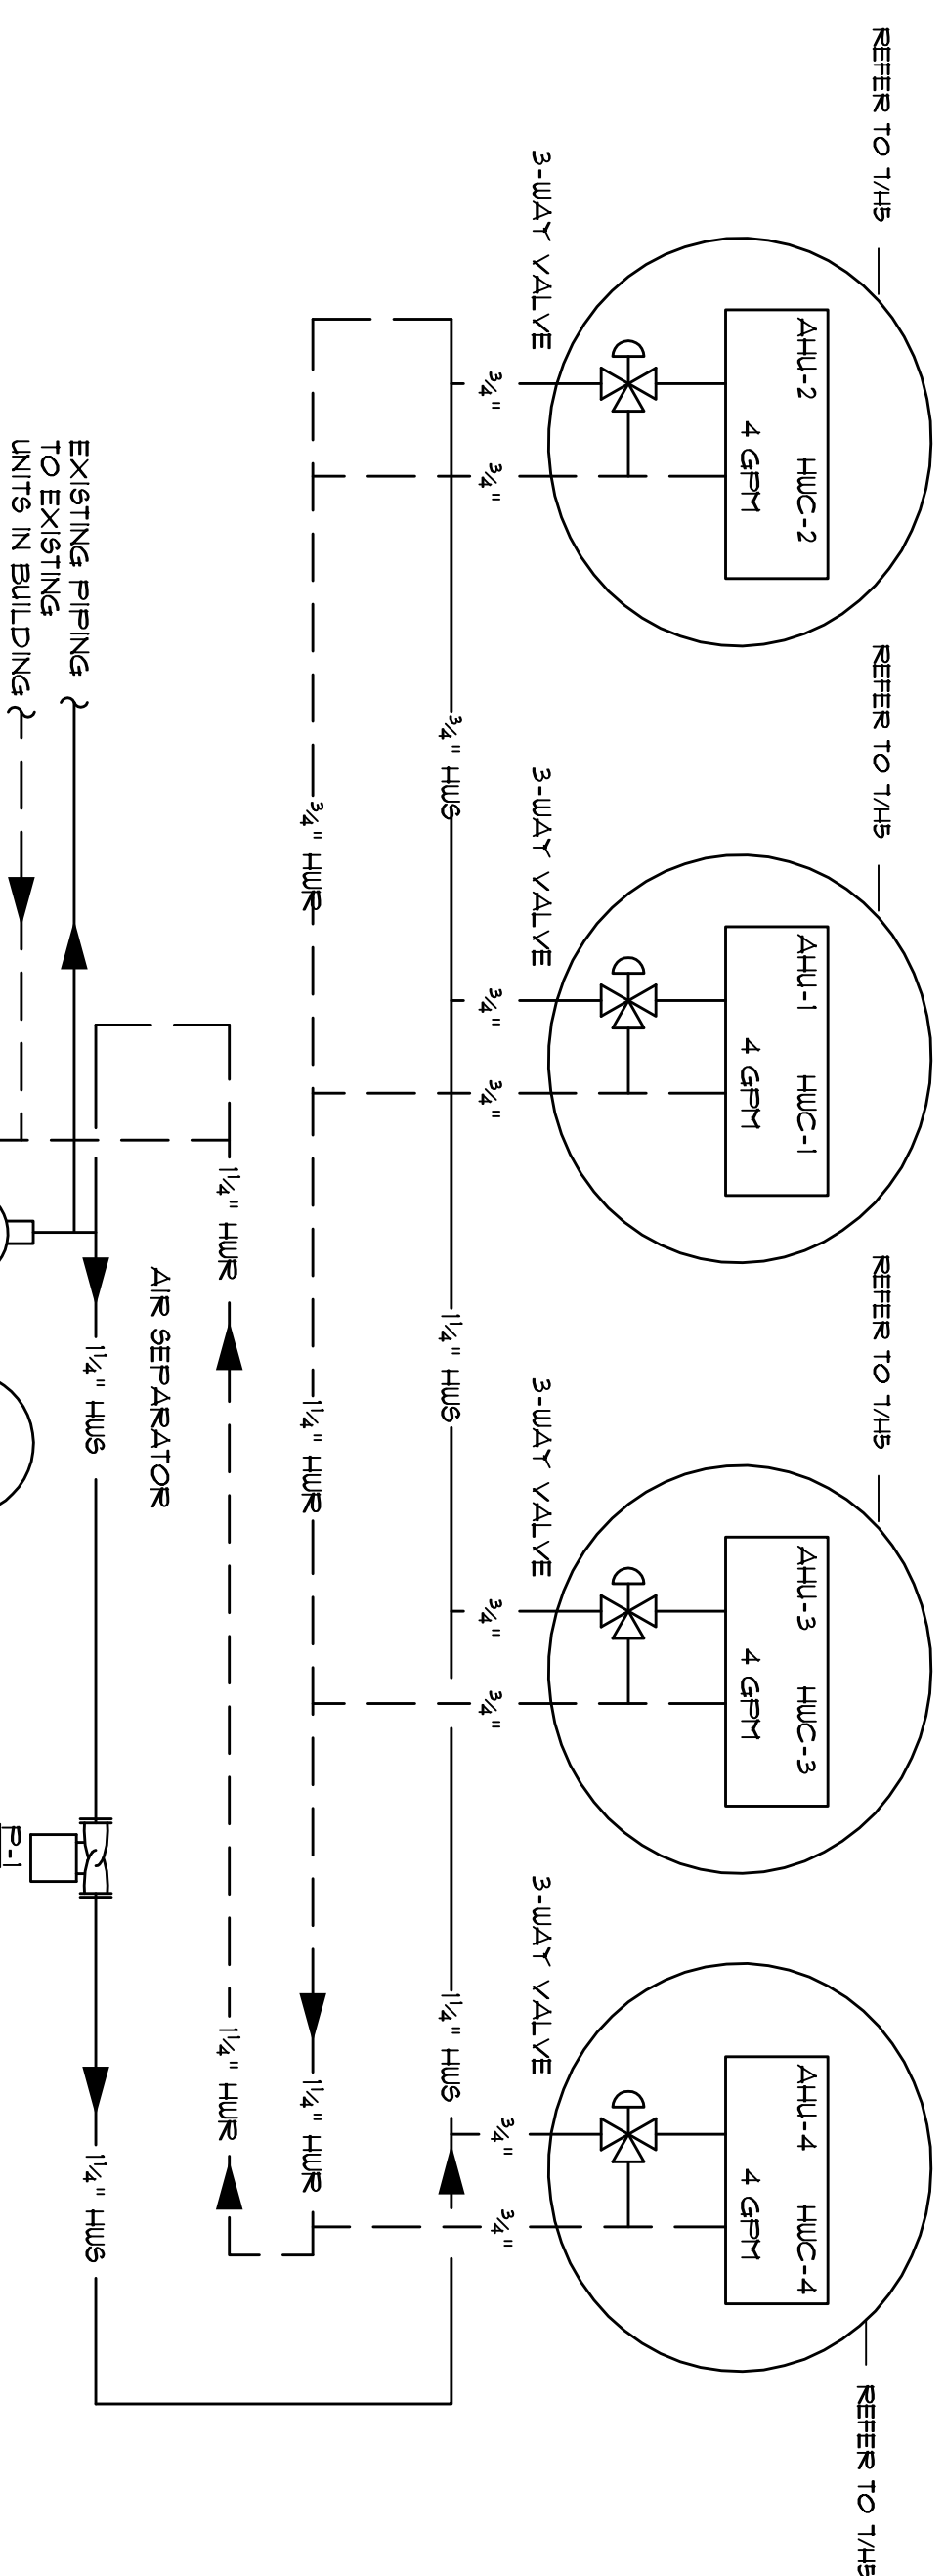 REFER TO 7/H5
REFER TO 7/H5
REFER TO 7/H5
REFER TO 7/H5
AHU-2 HWC-2
4 GPM
AHU-1 HWC-1
4 GPM
AHU-3 HWC-3
4 GPM
AHU-4 HWC-4
4 GPM
3-WAY VALVE
3-WAY VALVE
3-WAY VALVE
3-WAY VALVE
3/4"
3/4"
3/4"
3/4"
3/4"
3/4"
3/4"
3/4"
3/4" HWS
1 1/4" HWS
1 1/4" HWS
3/4" HWR
1 1/4" HWR
1 1/4" HWR
1 1/4" HWR
1 1/4" HWR
AIR SEPARATOR
1 1/4" HWS
1 1/4" HWS
EXISTING PIPING
TO EXISTING
UNITS IN BUILDING
P-1